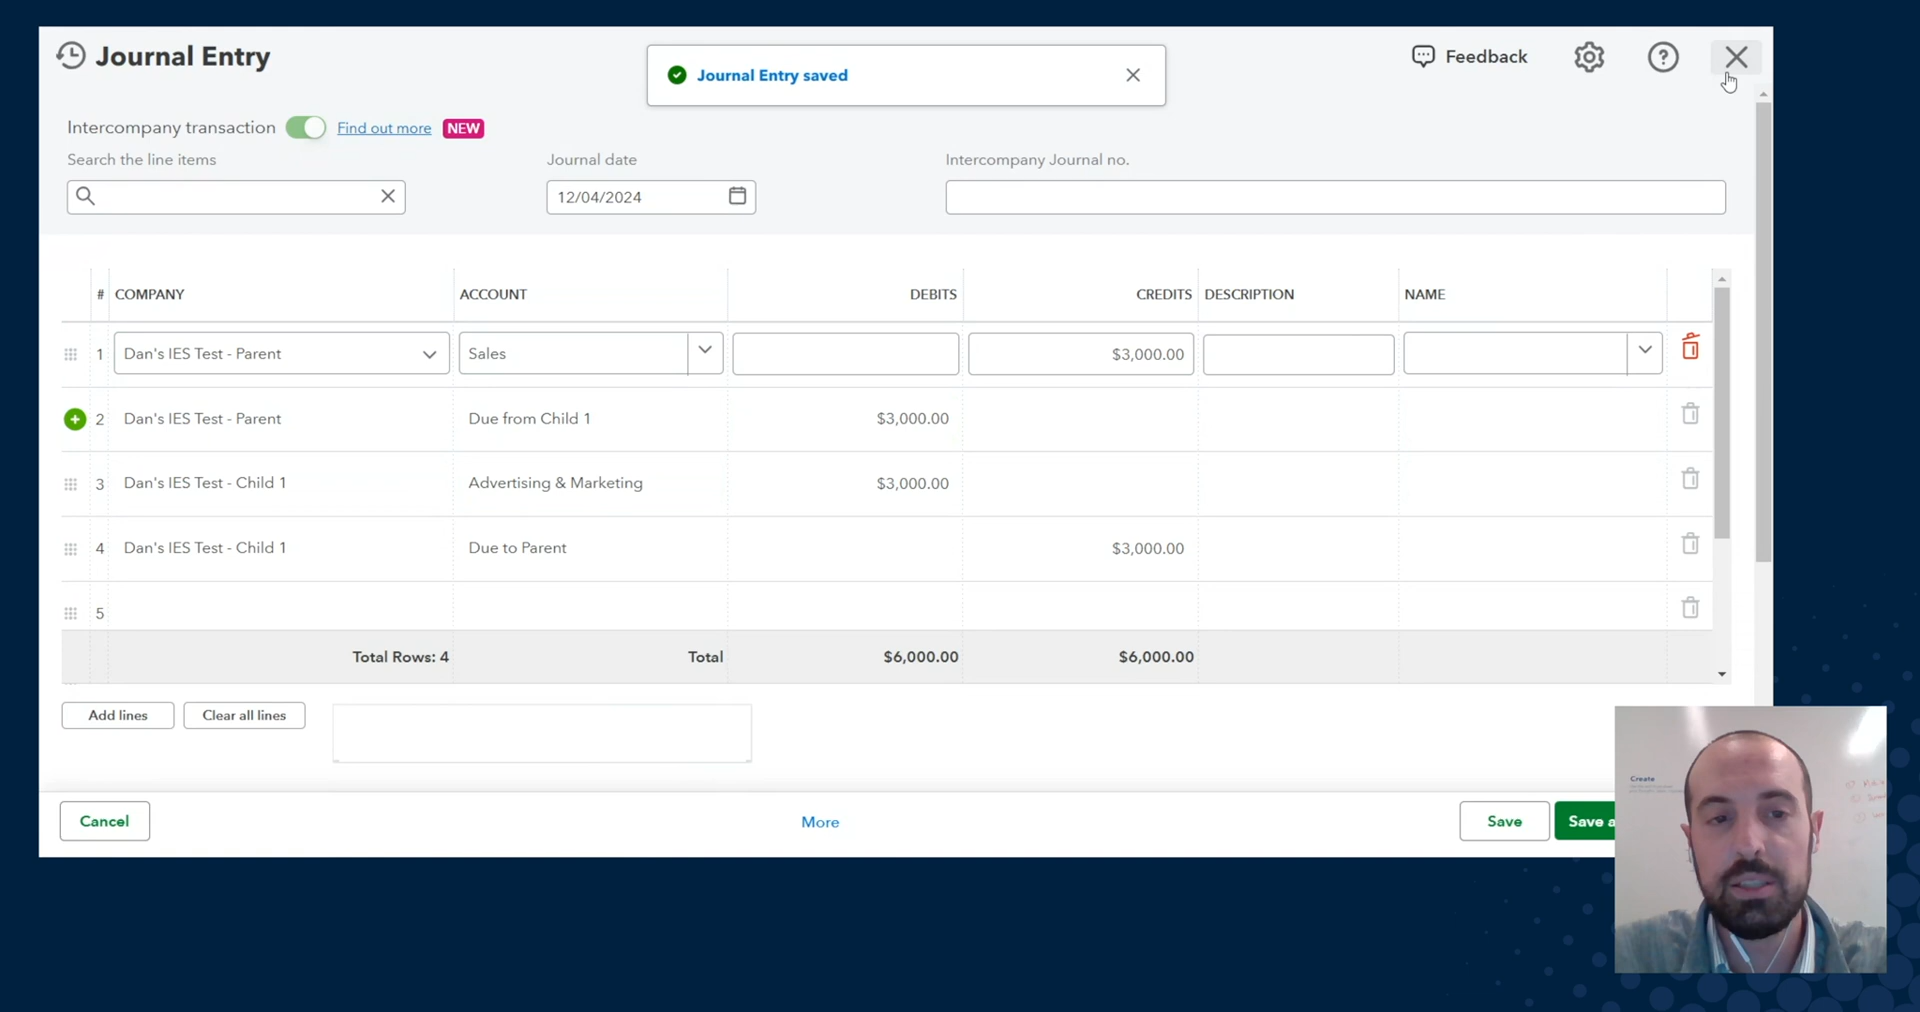 Journal Entry
Journal Entry saved
Feedback
Intercompany transaction Find out more NEW
Search the line items Journal date Intercompany Journal no.
12/04/2024
# COMPANY ACCOUNT DEBITS CREDITS DESCRIPTION NAME
1 Dan's IES Test - Parent Sales $3,000.00
2 Dan's IES Test - Parent Due from Child 1 $3,000.00
3 Dan's IES Test - Child 1 Advertising & Marketing $3,000.00
4 Dan's IES Test - Child 1 Due to Parent $3,000.00
5
Total Rows: 4 Total $6,000.00 $6,000.00
Add lines Clear all lines
Cancel More Save Save a
Create